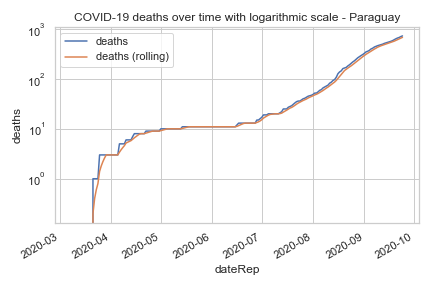 COVID-19 deaths over time with logarithmic scale - Paraguay
deaths
deaths (rolling)
10³
10²
10¹
10⁰
deaths
2020-03
2020-04
2020-05
2020-06
2020-07
2020-08
2020-09
2020-10
dateRep